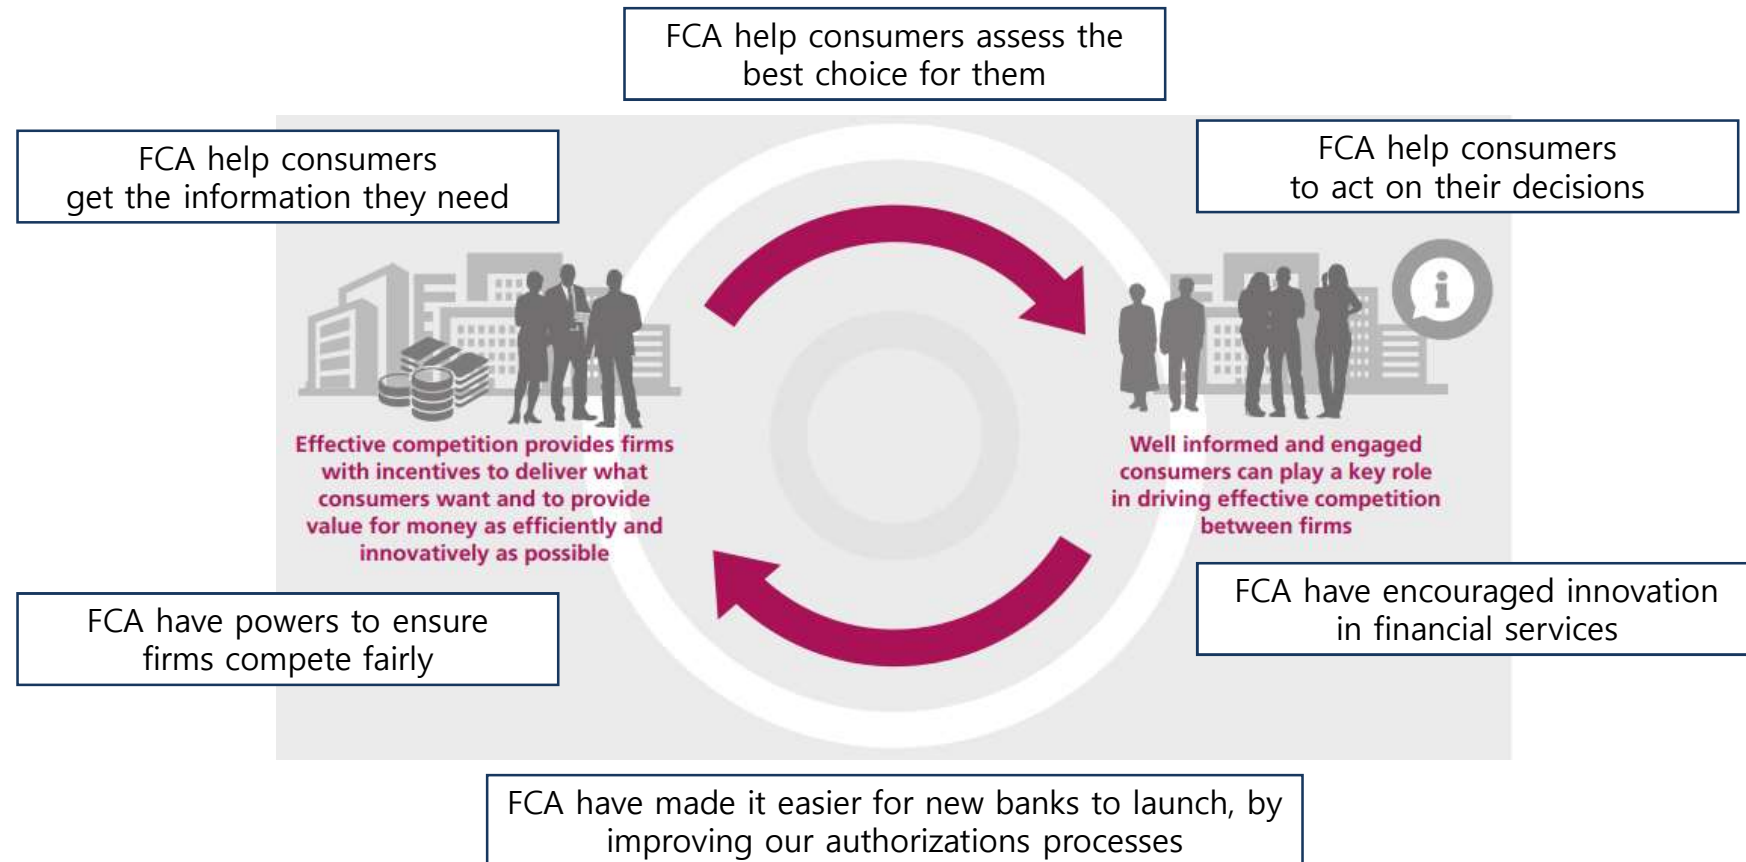 FCA help consumers assess the
best choice for them
FCA help consumers
get the information they need
FCA help consumers
to act on their decisions
i
Effective competition provides firms
with incentives to deliver what
consumers want and to provide
value for money as efficiently and
innovatively as possible
Well informed and engaged
consumers can play a key role
in driving effective competition
between firms
FCA have powers to ensure
firms compete fairly
FCA have encouraged innovation
in financial services
FCA have made it easier for new banks to launch, by
improving our authorizations processes